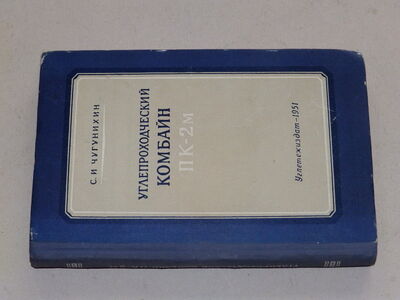 С. И ЧУГУНИХИН
УГЛЕПРОХОДЧЕСКИЙ
КОМБАЙН
ПК-2м
Углетехиздат-1951